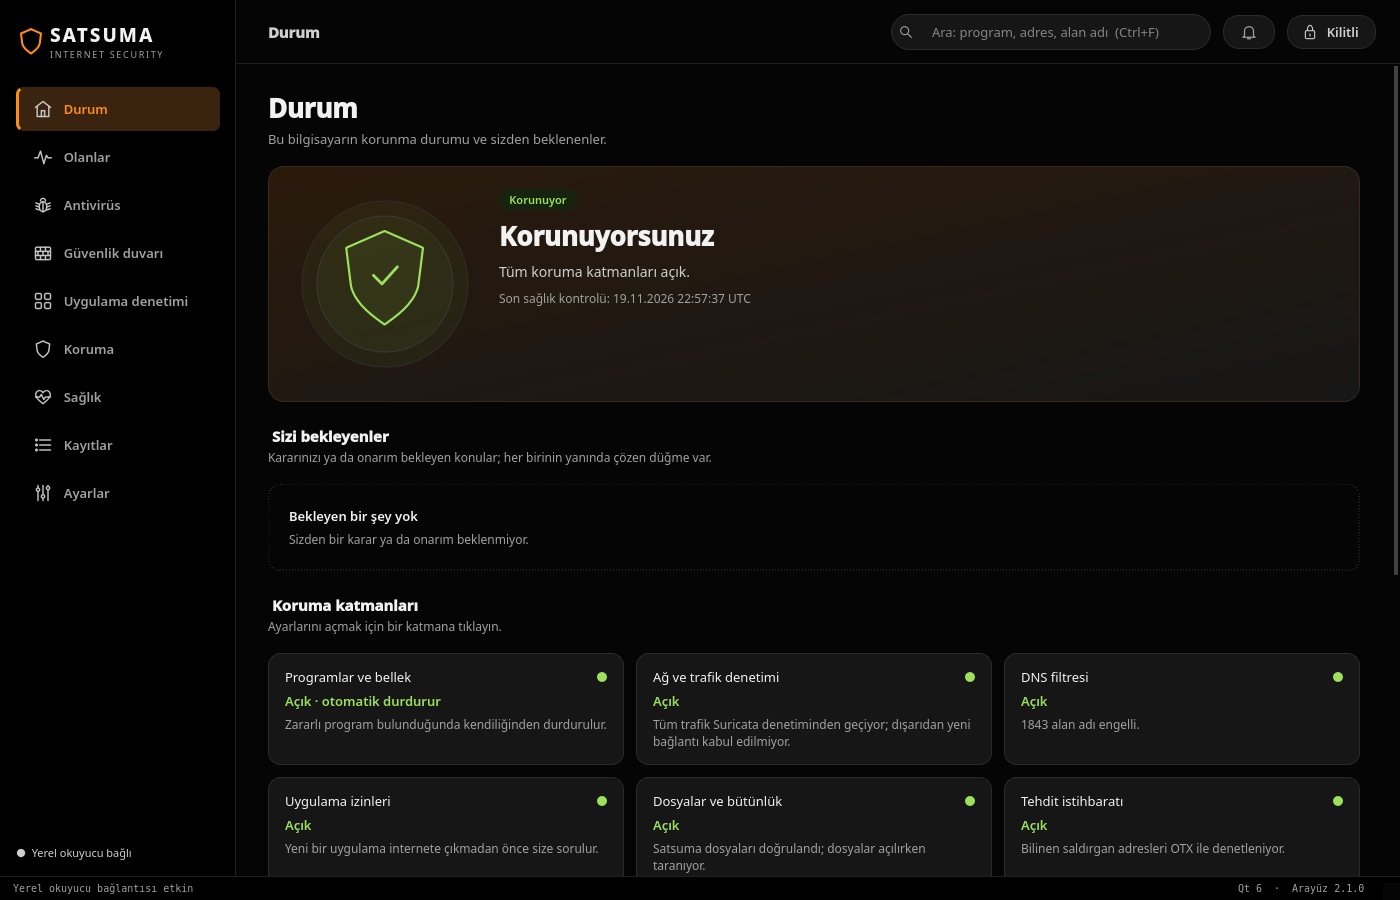 SATSUMA
INTERNET SECURITY
Durum
Olanlar
Antivirüs
Güvenlik duvarı
Uygulama denetimi
Koruma
Sağlık
Kayıtlar
Ayarlar
Yerel okuyucu bağlı
Durum
Ara: program, adres, alan adı (Ctrl+F)
Kilitli
Durum
Bu bilgisayarın korunma durumu ve sizden beklenenler.
Korunuyor
Korunuyorsunuz
Tüm koruma katmanları açık.
Son sağlık kontrolü: 19.11.2026 22:57:37 UTC
Sizi bekleyenler
Kararınızı ya da onarım bekleyen konular; her birinin yanında çözen düğme var.
Bekleyen bir şey yok
Sizden bir karar ya da onarım beklenmiyor.
Koruma katmanları
Ayarlarını açmak için bir katmana tıklayın.
Programlar ve bellek
Açık · otomatik durdurur
Zararlı program bulunduğunda kendiliğinden durdurulur.
Ağ ve trafik denetimi
Açık
Tüm trafik Suricata denetiminden geçiyor; dışarıdan yeni
bağlantı kabul edilmiyor.
DNS filtresi
Açık
1843 alan adı engelli.
Uygulama izinleri
Açık
Yeni bir uygulama internete çıkmadan önce size sorulur.
Dosyalar ve bütünlük
Açık
Satsuma dosyaları doğrulandı; dosyalar açılırken
taranıyor.
Tehdit istihbaratı
Açık
Bilinen saldırgan adresleri OTX ile denetleniyor.
Yerel okuyucu bağlantısı etkin
Qt 6 · Arayüz 2.1.0